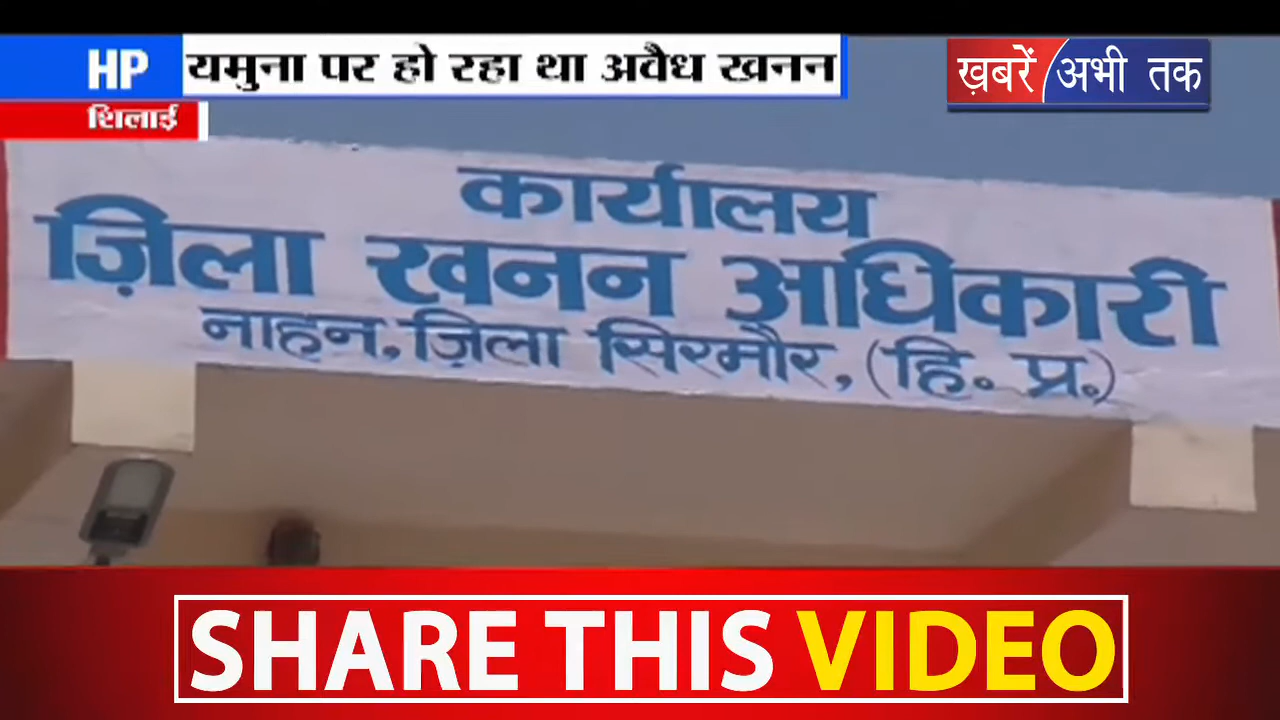 HP यमुना पर हो रहा था अवैध खनन
ख़बरें अभी तक
शिलाई
कार्यालय
ज़िला खनन अधिकारी
नाहन, ज़िला सिरमौर, (हि. प्र.)
SHARE THIS VIDEO